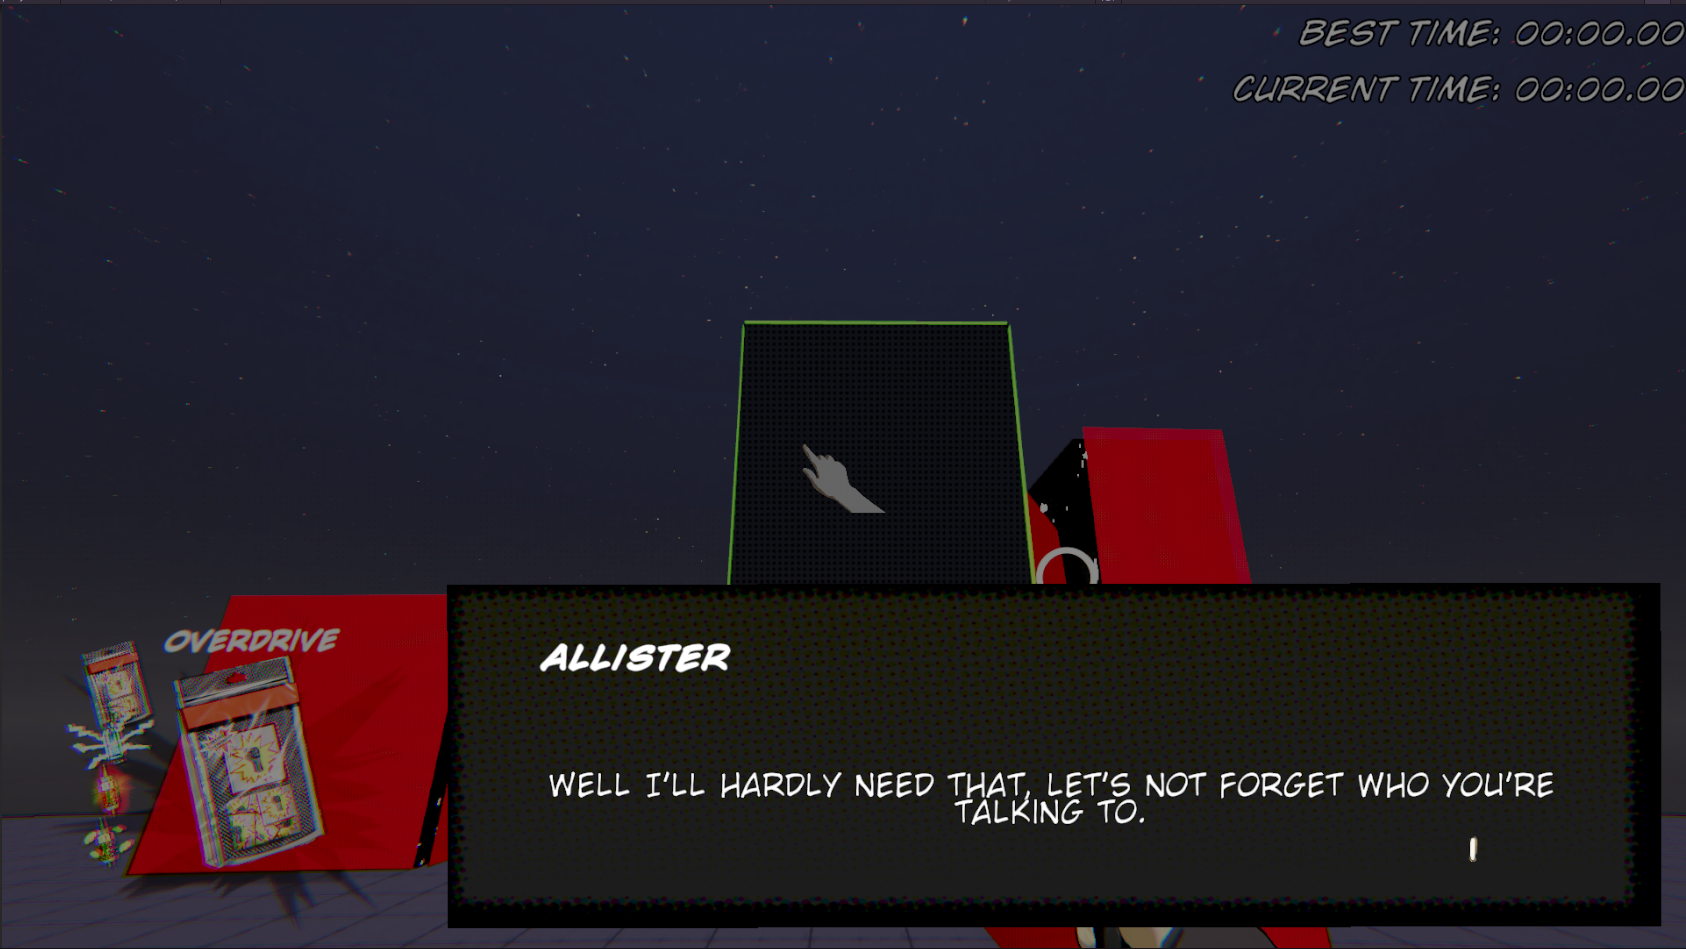 BEST TIME: 00:00.00
CURRENT TIME: 00:00.00
OVERDRIVE
ALLISTER
WELL I'LL HARDLY NEED THAT, LET'S NOT FORGET WHO YOU'RE
TALKING TO.